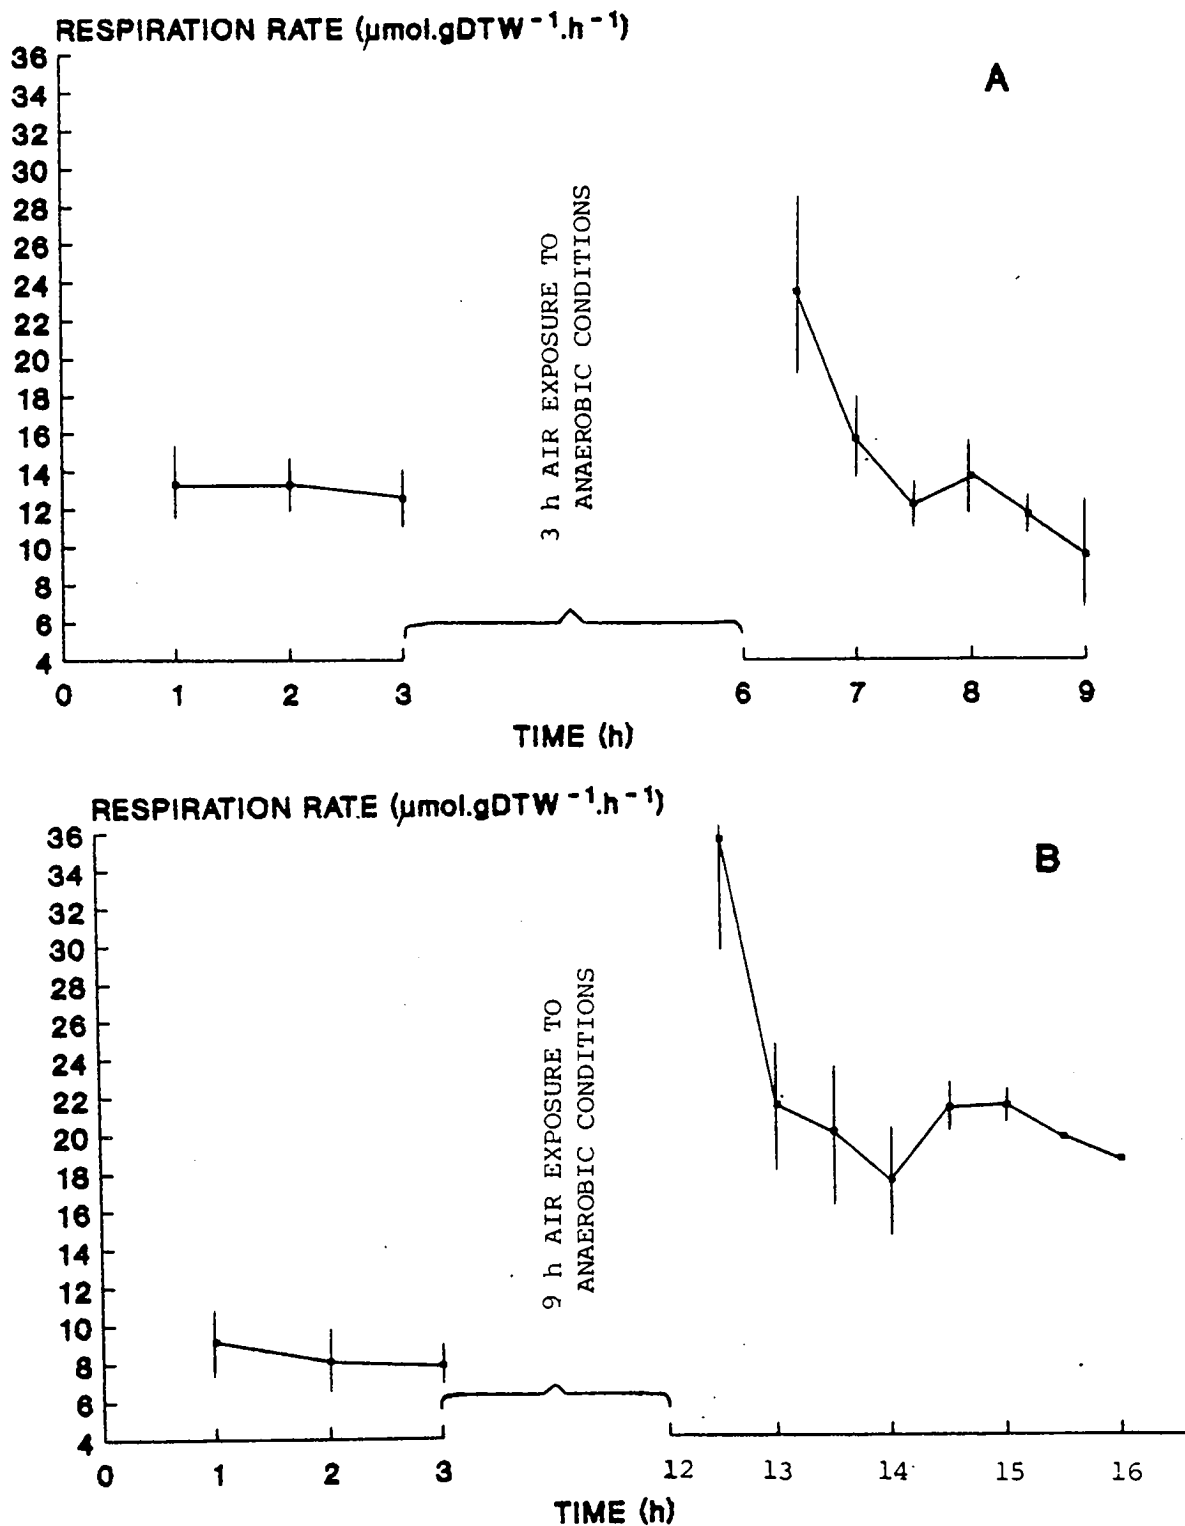 RESPIRATION RATE (μmol.gDTW⁻¹.h⁻¹)
A
36
34
32
30
28
26
24
22
20
18
16
14
12
10
8
6
4
3 h AIR EXPOSURE TO
ANAEROBIC CONDITIONS
0 1 2 3 6 7 8 9
TIME (h)
RESPIRATION RATE (μmol.gDTW⁻¹.h⁻¹)
B
36
34
32
30
28
26
24
22
20
18
16
14
12
10
8
6
4
9 h AIR EXPOSURE TO
ANAEROBIC CONDITIONS
0 1 2 3 12 13 14 15 16
TIME (h)